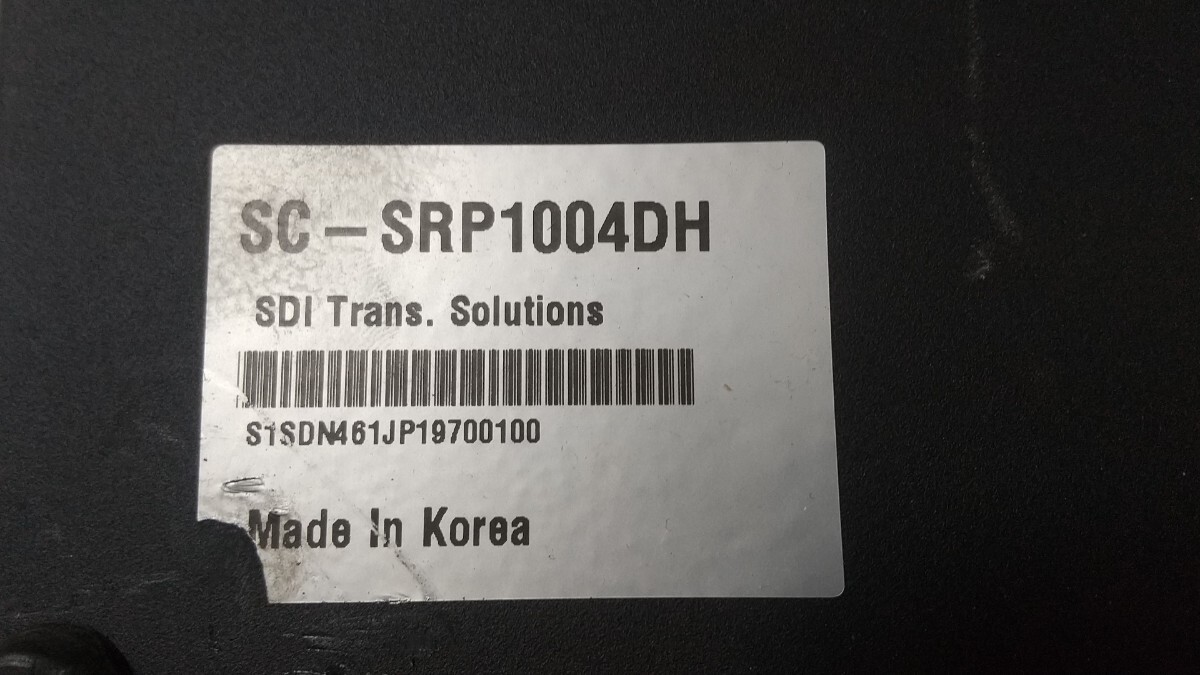 SC-SRP1004DH
SDI Trans. Solutions
S1SDN461JP19700100
Made In Korea